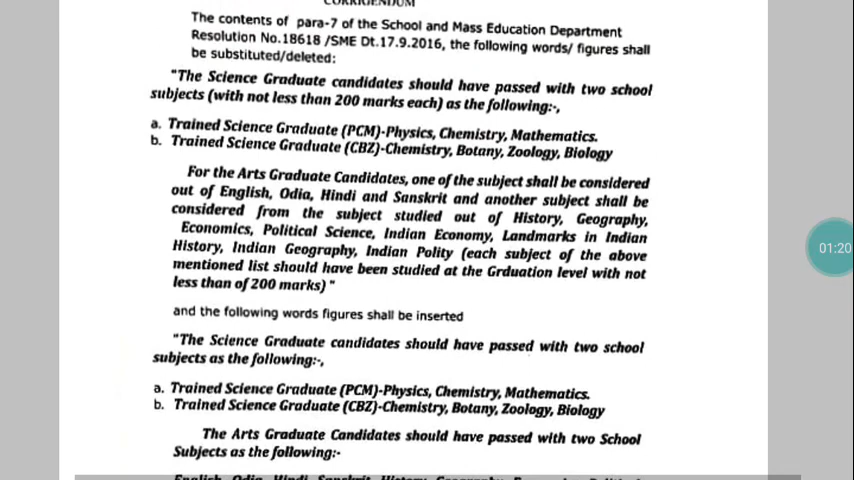 CORRIGENDUM
The contents of para-7 of the School and Mass Education Department
Resolution No.18618 /SME Dt.17.9.2016, the following words/ figures shall
be substituted/deleted:
"The Science Graduate candidates should have passed with two school
subjects (with not less than 200 marks each) as the following:-,
a. Trained Science Graduate (PCM)-Physics, Chemistry, Mathematics.
b. Trained Science Graduate (CBZ)-Chemistry, Botany, Zoology, Biology
For the Arts Graduate Candidates, one of the subject shall be considered
out of English, Odia, Hindi and Sanskrit and another subject shall be
considered from the subject studied out of History, Geography,
Economics, Political Science, Indian Economy, Landmarks in Indian
History, Indian Geography, Indian Polity (each subject of the above
mentioned list should have been studied at the Grduation level with not
less than of 200 marks) "
and the following words figures shall be inserted
"The Science Graduate candidates should have passed with two school
subjects as the following:-,
a. Trained Science Graduate (PCM)-Physics, Chemistry, Mathematics.
b. Trained Science Graduate (CBZ)-Chemistry, Botany, Zoology, Biology
The Arts Graduate Candidates should have passed with two School
Subjects as the following:-
English, Odia, Hindi, Sanskrit, History, Geography, Economics, Political
01:20